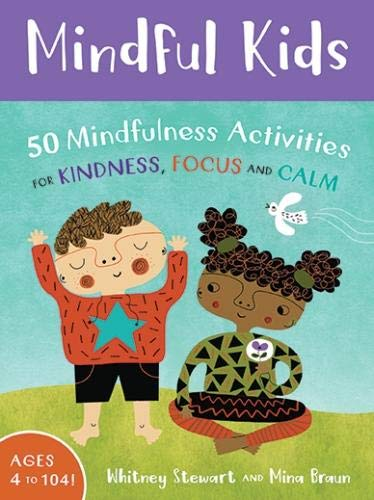 Mindful Kids
50 Mindfulness Activities
FOR KINDNESS, FOCUS AND CALM
AGES
4 TO 104!
Whitney Stewart AND Mina Braun